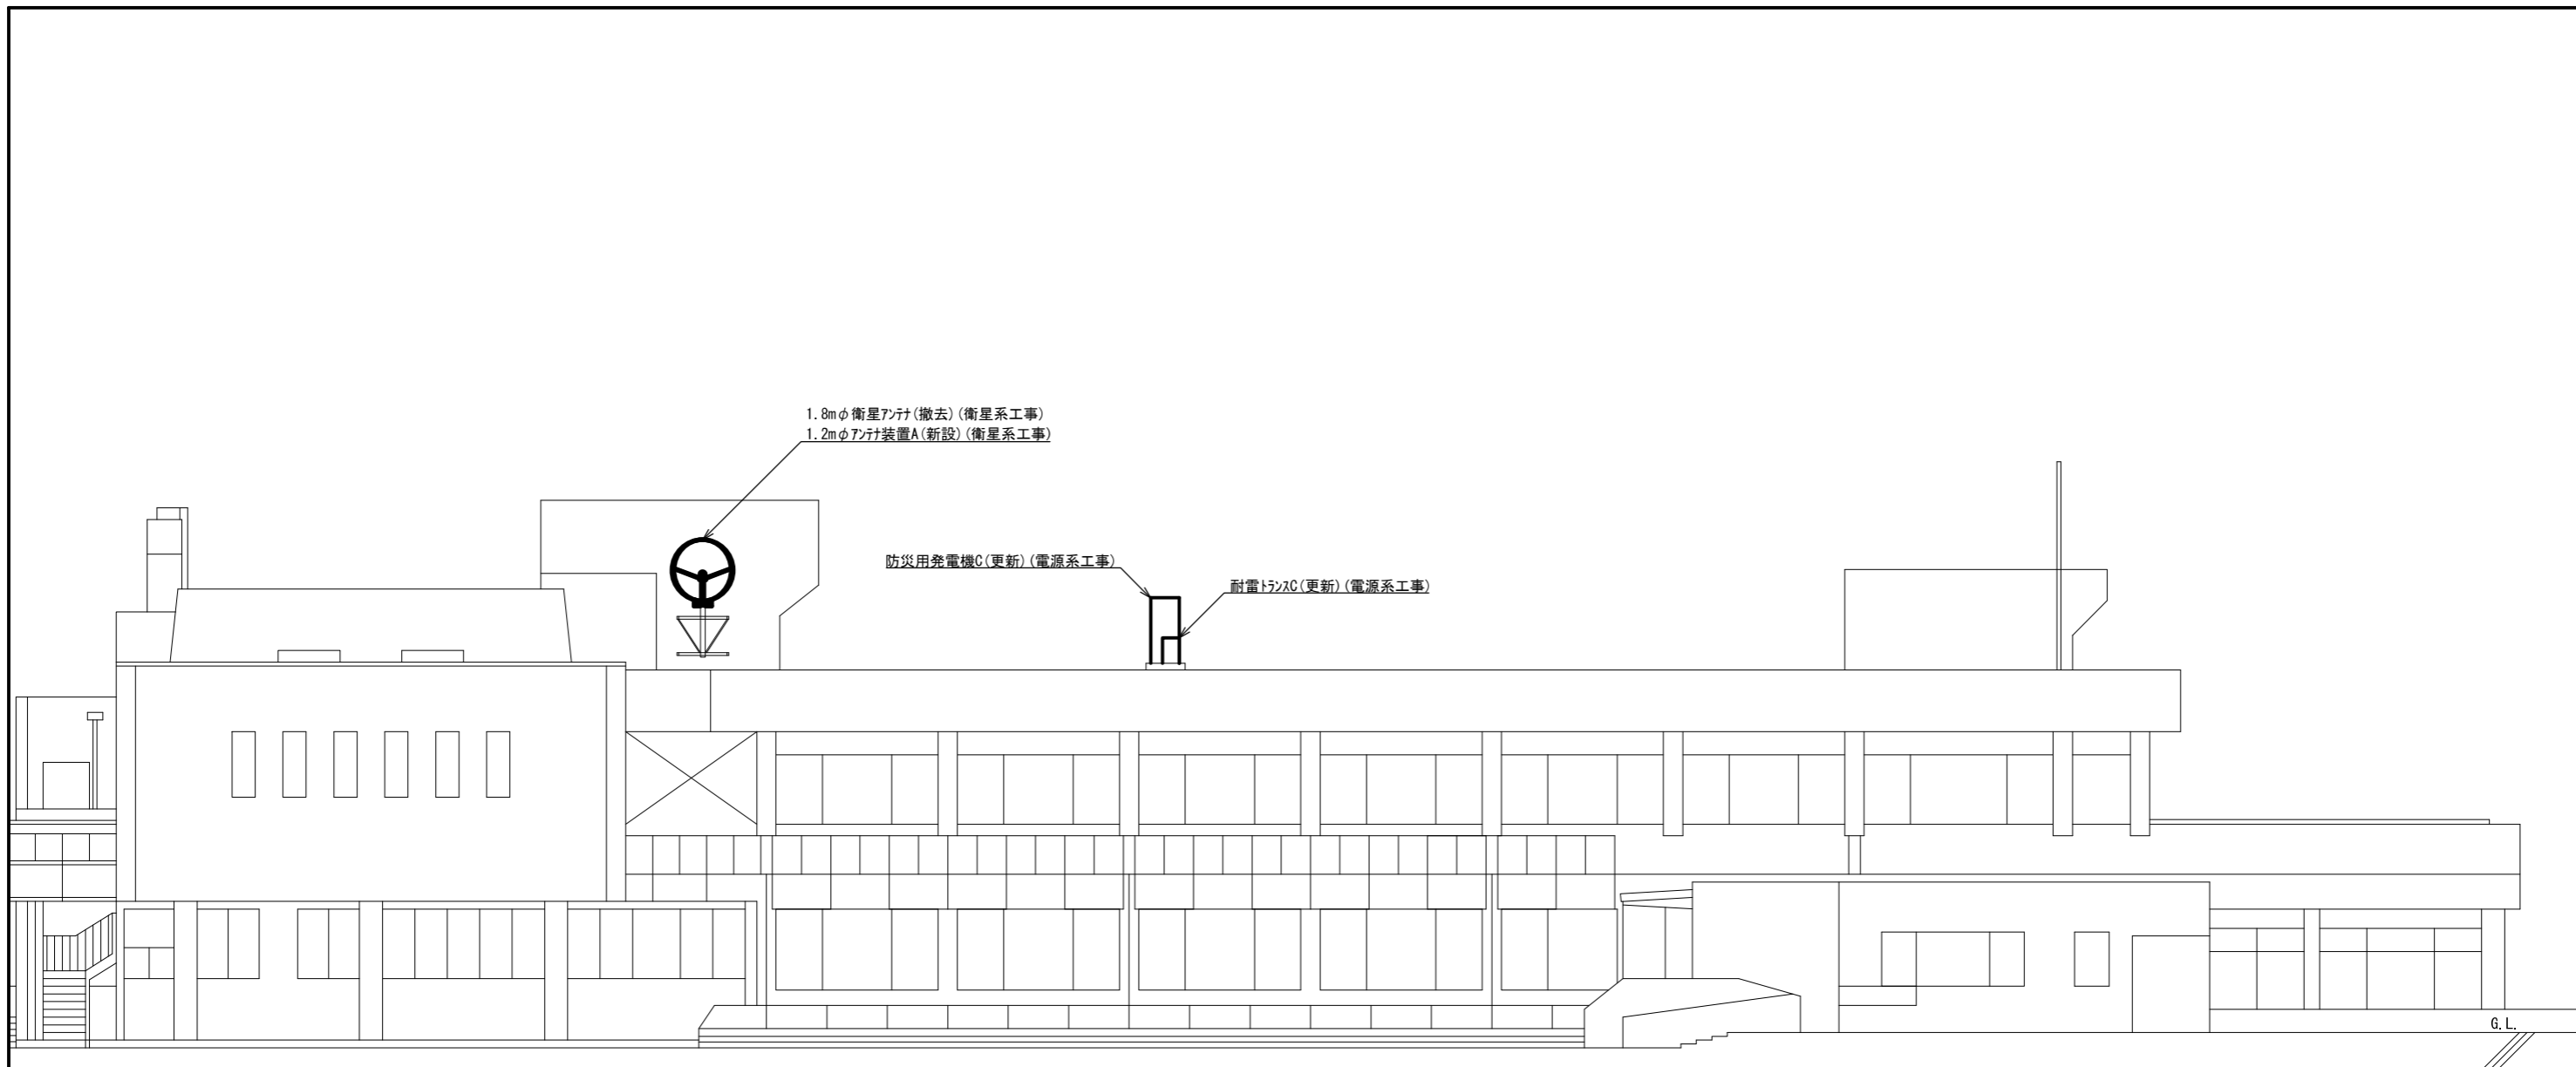 1.8mφ衛星ｱﾝﾃﾅ(撤去)(衛星系工事)
1.2mφｱﾝﾃﾅ装置A(新設)(衛星系工事)
防災用発電機C(更新)(電源系工事)
耐雷ﾄﾗﾝｽC(更新)(電源系工事)
G.L.